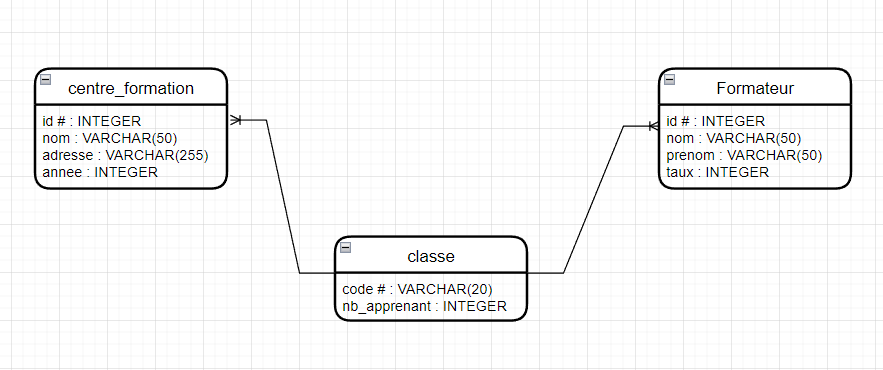 centre_formation
id # : INTEGER
nom : VARCHAR(50)
adresse : VARCHAR(255)
annee : INTEGER
Formateur
id # : INTEGER
nom : VARCHAR(50)
prenom : VARCHAR(50)
taux : INTEGER
classe
code # : VARCHAR(20)
nb_apprenant : INTEGER